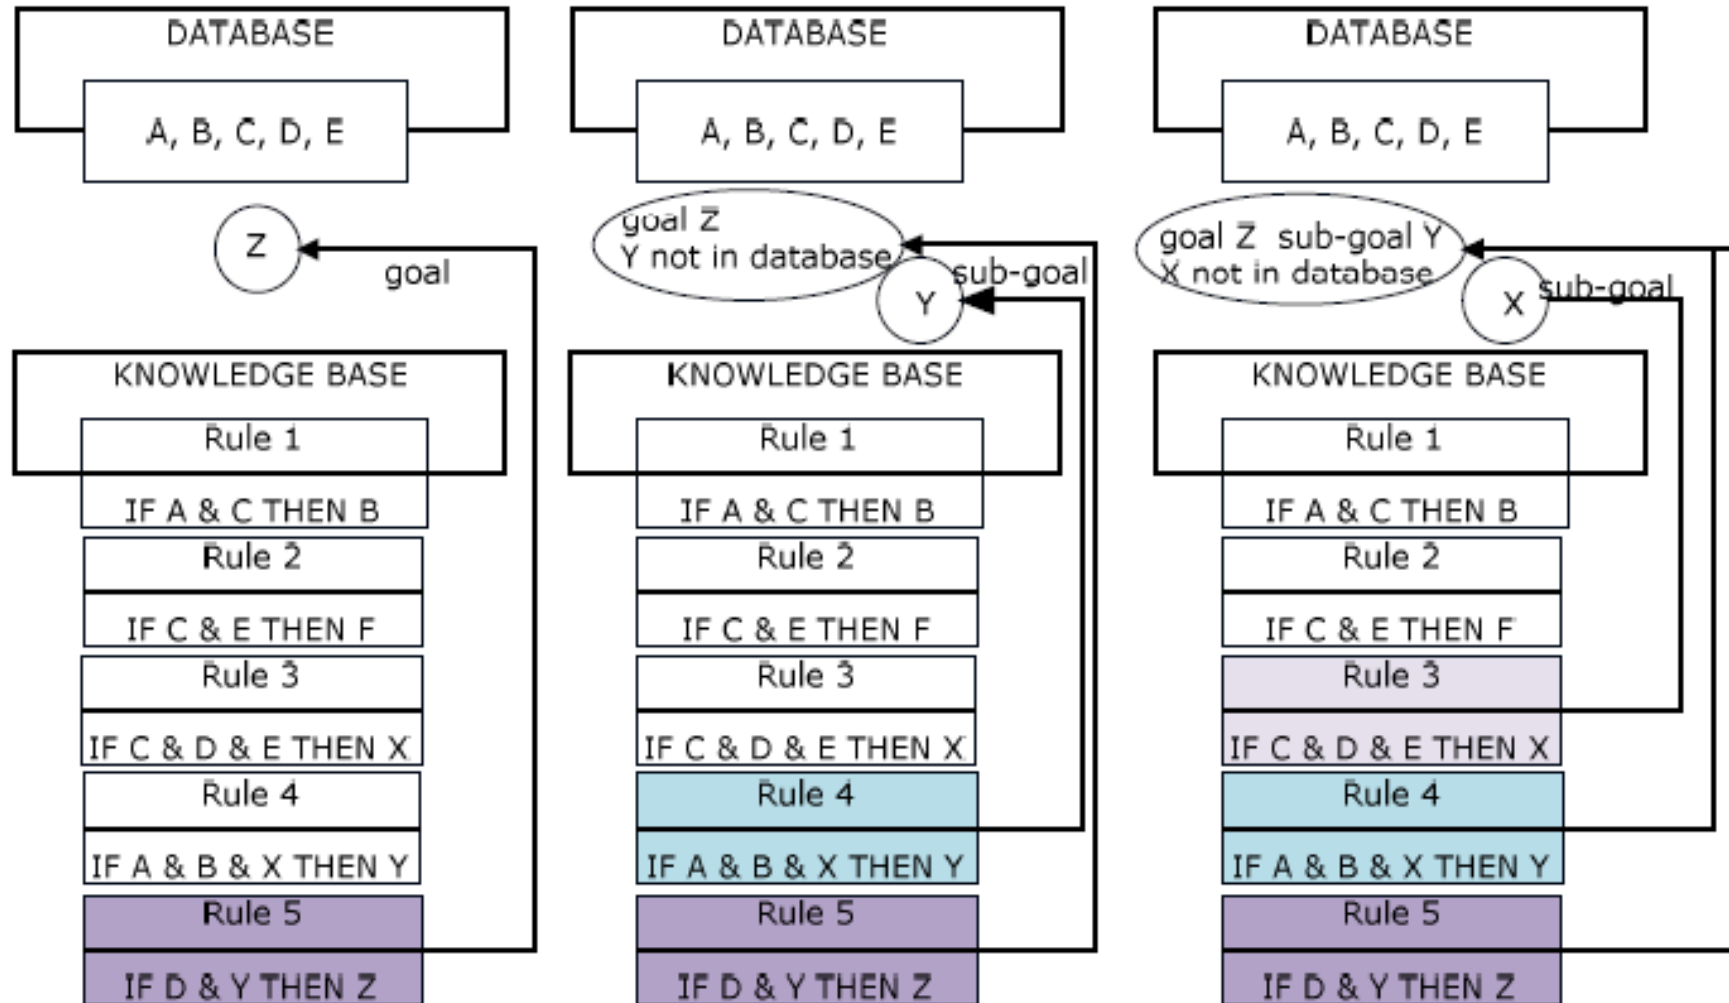 DATABASE
A, B, C, D, E
Z
goal
KNOWLEDGE BASE
Rule 1
IF A & C THEN B
Rule 2
IF C & E THEN F
Rule 3
IF C & D & E THEN X
Rule 4
IF A & B & X THEN Y
Rule 5
IF D & Y THEN Z
DATABASE
A, B, C, D, E
goal Z
Y not in database
sub-goal
Y
KNOWLEDGE BASE
Rule 1
IF A & C THEN B
Rule 2
IF C & E THEN F
Rule 3
IF C & D & E THEN X
Rule 4
IF A & B & X THEN Y
Rule 5
IF D & Y THEN Z
DATABASE
A, B, C, D, E
goal Z sub-goal Y
X not in database
sub-goal
X
KNOWLEDGE BASE
Rule 1
IF A & C THEN B
Rule 2
IF C & E THEN F
Rule 3
IF C & D & E THEN X
Rule 4
IF A & B & X THEN Y
Rule 5
IF D & Y THEN Z